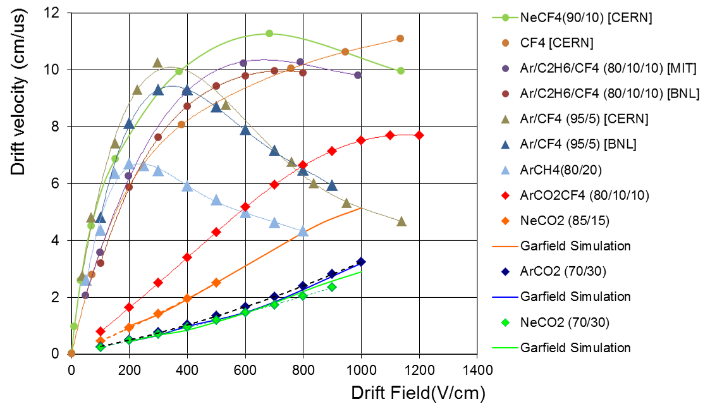 Drift velocity (cm/us)
12
10
8
6
4
2
0
0
200
400
600
800
1000
1200
1400
Drift Field(V/cm)
NeCF4(90/10) [CERN]
CF4 [CERN]
Ar/C2H6/CF4 (80/10/10) [MIT]
Ar/C2H6/CF4 (80/10/10) [BNL]
Ar/CF4 (95/5) [CERN]
Ar/CF4 (95/5) [BNL]
ArCH4(80/20)
ArCO2CF4 (80/10/10)
NeCO2 (85/15)
Garfield Simulation
ArCO2 (70/30)
Garfield Simulation
NeCO2 (70/30)
Garfield Simulation